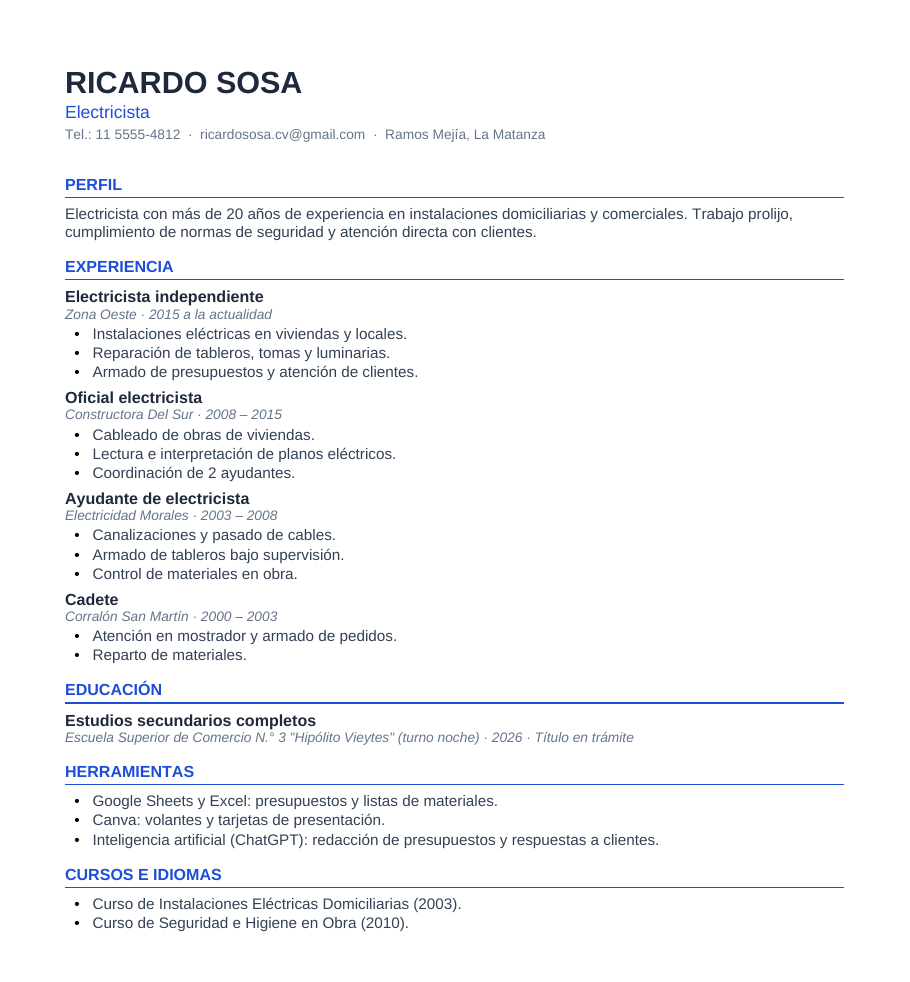 RICARDO SOSA
Electricista
Tel.: 11 5555-4812 · ricardososa.cv@gmail.com · Ramos Mejía, La Matanza
PERFIL
Electricista con más de 20 años de experiencia en instalaciones domiciliarias y comerciales. Trabajo prolijo,
cumplimiento de normas de seguridad y atención directa con clientes.
EXPERIENCIA
Electricista independiente
Zona Oeste · 2015 a la actualidad
• Instalaciones eléctricas en viviendas y locales.
• Reparación de tableros, tomas y luminarias.
• Armado de presupuestos y atención de clientes.
Oficial electricista
Constructora Del Sur · 2008 – 2015
• Cableado de obras de viviendas.
• Lectura e interpretación de planos eléctricos.
• Coordinación de 2 ayudantes.
Ayudante de electricista
Electricidad Morales · 2003 – 2008
• Canalizaciones y pasado de cables.
• Armado de tableros bajo supervisión.
• Control de materiales en obra.
Cadete
Corralón San Martín · 2000 – 2003
• Atención en mostrador y armado de pedidos.
• Reparto de materiales.
EDUCACIÓN
Estudios secundarios completos
Escuela Superior de Comercio N.° 3 "Hipólito Vieytes" (turno noche) · 2026 · Título en trámite
HERRAMIENTAS
• Google Sheets y Excel: presupuestos y listas de materiales.
• Canva: volantes y tarjetas de presentación.
• Inteligencia artificial (ChatGPT): redacción de presupuestos y respuestas a clientes.
CURSOS E IDIOMAS
• Curso de Instalaciones Eléctricas Domiciliarias (2003).
• Curso de Seguridad e Higiene en Obra (2010).